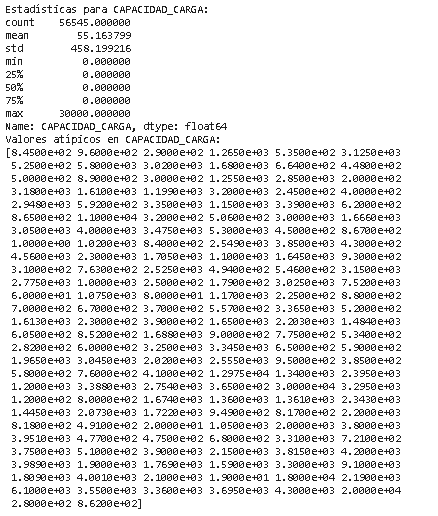 Estadísticas para CAPACIDAD_CARGA:
count 56545.000000
mean 55.163799
std 458.199216
min 0.000000
25% 0.000000
50% 0.000000
75% 0.000000
max 30000.000000
Name: CAPACIDAD_CARGA, dtype: float64
Valores atípicos en CAPACIDAD_CARGA:
[8.4500e+02 9.6000e+02 2.9000e+02 1.2650e+03 5.3500e+02 3.1250e+03
5.2500e+02 5.8000e+02 3.0200e+03 1.6800e+03 6.6400e+02 4.4800e+02
5.0000e+02 8.9000e+02 3.0000e+02 1.2550e+03 2.8500e+03 2.0000e+02
3.1800e+03 1.6100e+03 1.1990e+03 3.2000e+02 2.4500e+02 4.0000e+02
2.9480e+03 5.9200e+03 3.3500e+03 1.1500e+03 3.3900e+03 6.2000e+02
8.6500e+02 1.1000e+04 3.2000e+02 5.0600e+02 3.0000e+03 1.6660e+03
3.0500e+03 4.0000e+03 3.4750e+03 5.3000e+03 4.5000e+02 8.6700e+02
1.0000e+00 1.0200e+03 8.4000e+02 2.5490e+03 3.8500e+02 4.3000e+02
4.5600e+03 2.3000e+03 1.7050e+03 1.1000e+03 1.6450e+03 9.3000e+02
3.1000e+02 7.6300e+02 2.5250e+03 4.9400e+02 5.4600e+02 3.1500e+02
2.7750e+03 1.0000e+03 2.5000e+02 1.7900e+03 3.0250e+03 7.5200e+03
6.0000e+01 1.0750e+03 8.0000e+01 1.1700e+03 2.2500e+02 8.8000e+02
7.0000e+02 6.7000e+02 3.7000e+02 5.5700e+02 3.3650e+03 5.2000e+02
1.6130e+03 2.3000e+02 3.9000e+02 1.6500e+03 2.2030e+03 1.4840e+03
6.0500e+02 8.5200e+02 1.6880e+03 9.0000e+02 7.7500e+02 5.3400e+02
2.8200e+02 6.0000e+02 3.2500e+03 3.3450e+03 6.5000e+02 5.9000e+02
1.9650e+03 3.0450e+03 2.0200e+03 2.5550e+03 9.5000e+02 3.8500e+03
5.8000e+02 7.6000e+02 4.1000e+02 1.2975e+04 1.3400e+03 2.3950e+03
1.2000e+03 3.3880e+03 2.7540e+03 3.6500e+02 3.0000e+04 3.2950e+03
1.2000e+02 8.0000e+02 1.6740e+03 1.3600e+03 1.3610e+03 2.3430e+03
1.4450e+03 2.0730e+03 1.7220e+03 9.4900e+02 8.1700e+02 2.2000e+02
8.1800e+02 4.9100e+02 2.0000e+01 1.0500e+03 2.0000e+03 3.8000e+02
3.9510e+03 4.7700e+02 4.7500e+02 6.8000e+02 3.3100e+03 7.2100e+02
3.7500e+03 5.1000e+02 3.9000e+03 2.1500e+03 3.8150e+03 4.2000e+02
3.9890e+03 1.9000e+03 1.7690e+03 1.5900e+03 3.3000e+03 9.1000e+02
1.8090e+03 4.0010e+03 2.1000e+03 1.9000e+01 1.8000e+04 2.1900e+03
6.1000e+03 3.5500e+03 3.3600e+03 3.6950e+03 4.3000e+03 2.0000e+04
2.8000e+02 8.6200e+02]